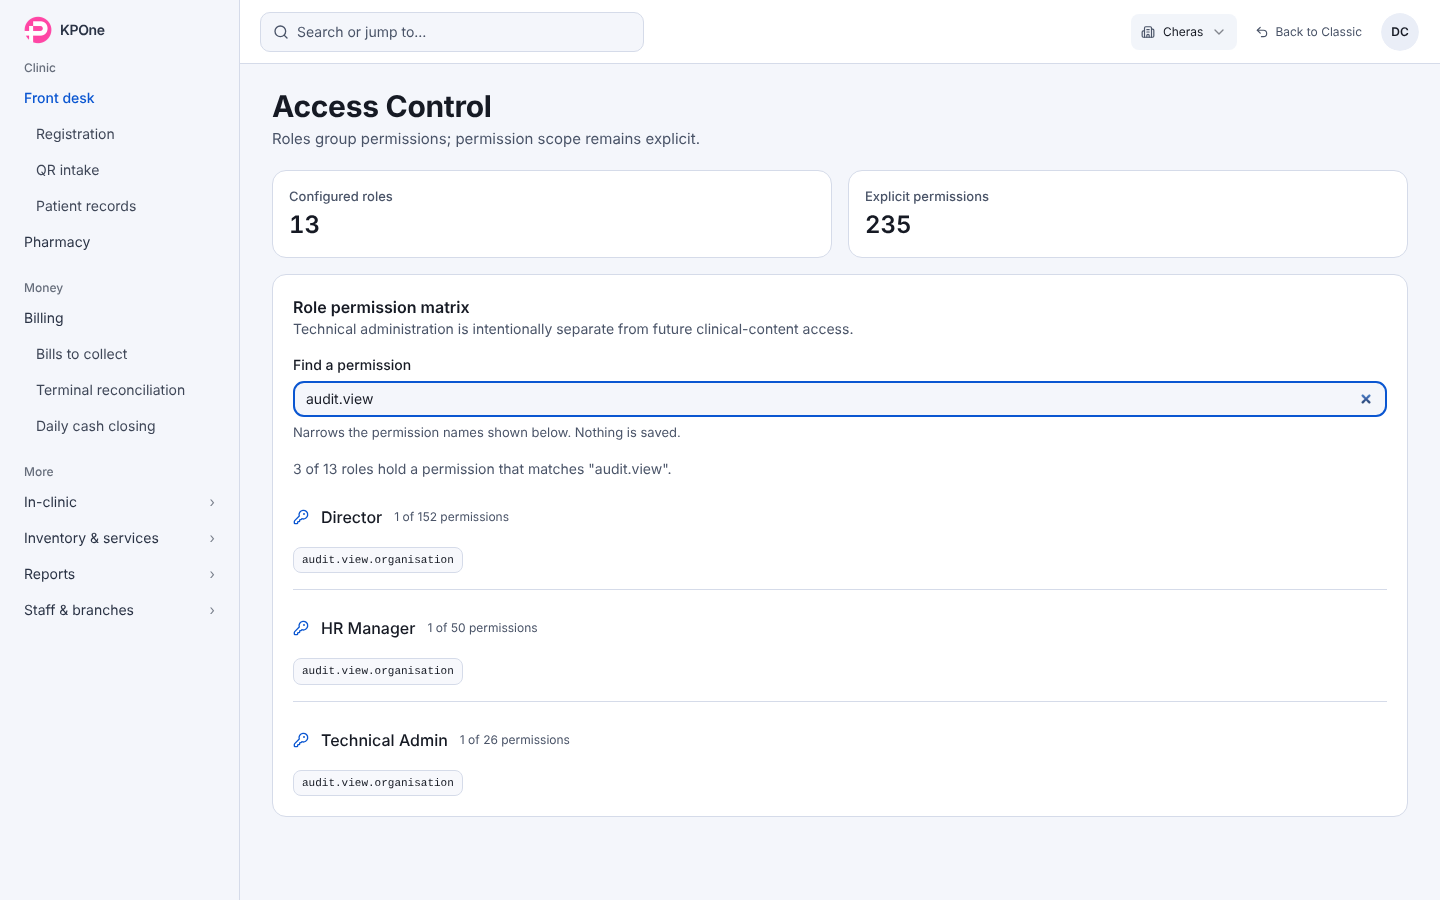 KPOne
Search or jump to...
Cheras
Back to Classic
DC
Clinic
Front desk
Registration
QR intake
Patient records
Pharmacy
Money
Billing
Bills to collect
Terminal reconciliation
Daily cash closing
More
In-clinic
Inventory & services
Reports
Staff & branches
Access Control
Roles group permissions; permission scope remains explicit.
Configured roles
13
Explicit permissions
235
Role permission matrix
Technical administration is intentionally separate from future clinical-content access.
Find a permission
audit.view
Narrows the permission names shown below. Nothing is saved.
3 of 13 roles hold a permission that matches "audit.view".
Director 1 of 152 permissions
audit.view.organisation
HR Manager 1 of 50 permissions
audit.view.organisation
Technical Admin 1 of 26 permissions
audit.view.organisation